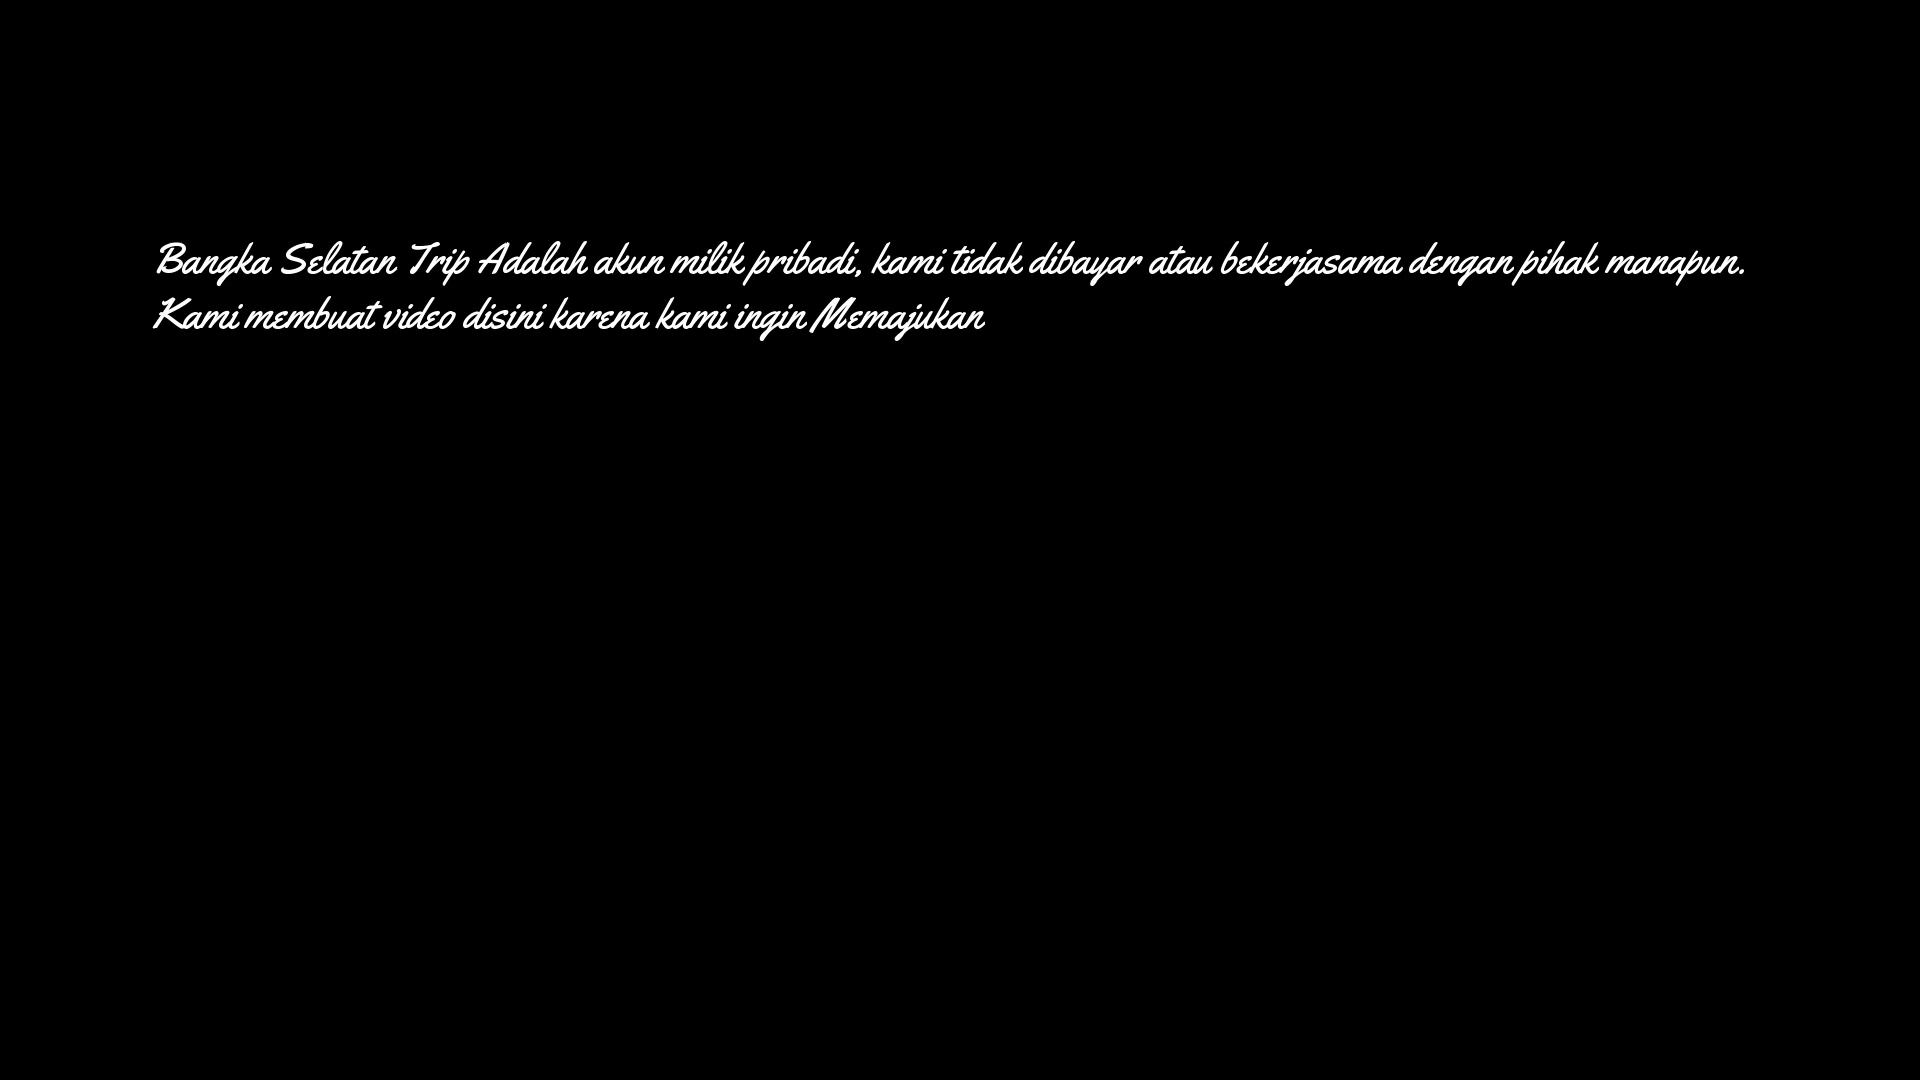 Bangka Selatan Trip Adalah akun milik pribadi, kami tidak dibayar atau bekerjasama dengan pihak manapun.
Kami membuat video disini karena kami ingin Memajukan